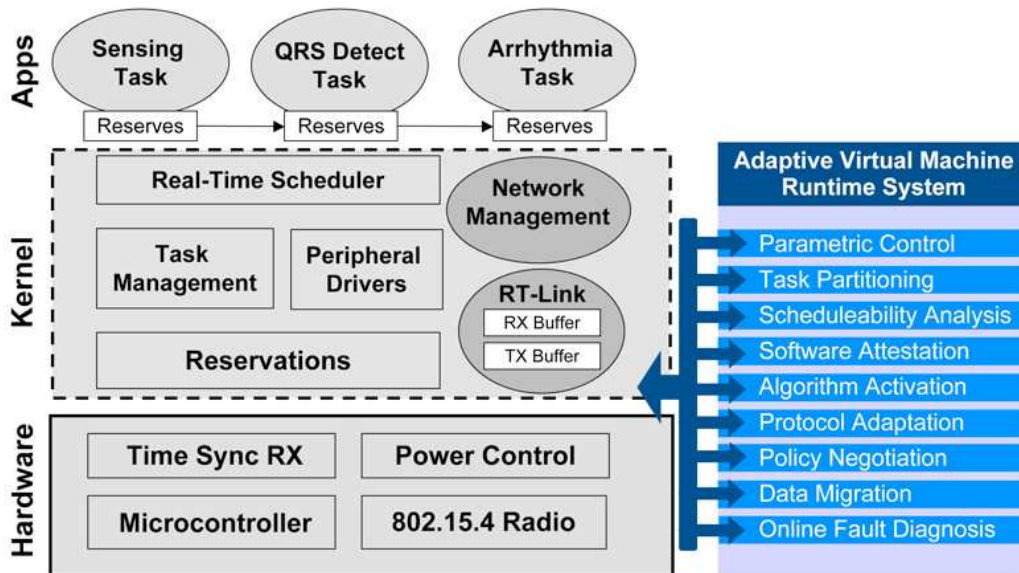 Apps
Sensing
Task
QRS Detect
Task
Arrhythmia
Task
Reserves
Reserves
Reserves
Kernel
Real-Time Scheduler
Network
Management
Task
Management
Peripheral
Drivers
RT-Link
RX Buffer
TX Buffer
Reservations
Hardware
Time Sync RX
Power Control
Microcontroller
802.15.4 Radio
Adaptive Virtual Machine
Runtime System
Parametric Control
Task Partitioning
Scheduleability Analysis
Software Attestation
Algorithm Activation
Protocol Adaptation
Policy Negotiation
Data Migration
Online Fault Diagnosis